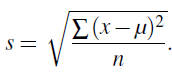 s = √(Σ(x – μ)² / n).